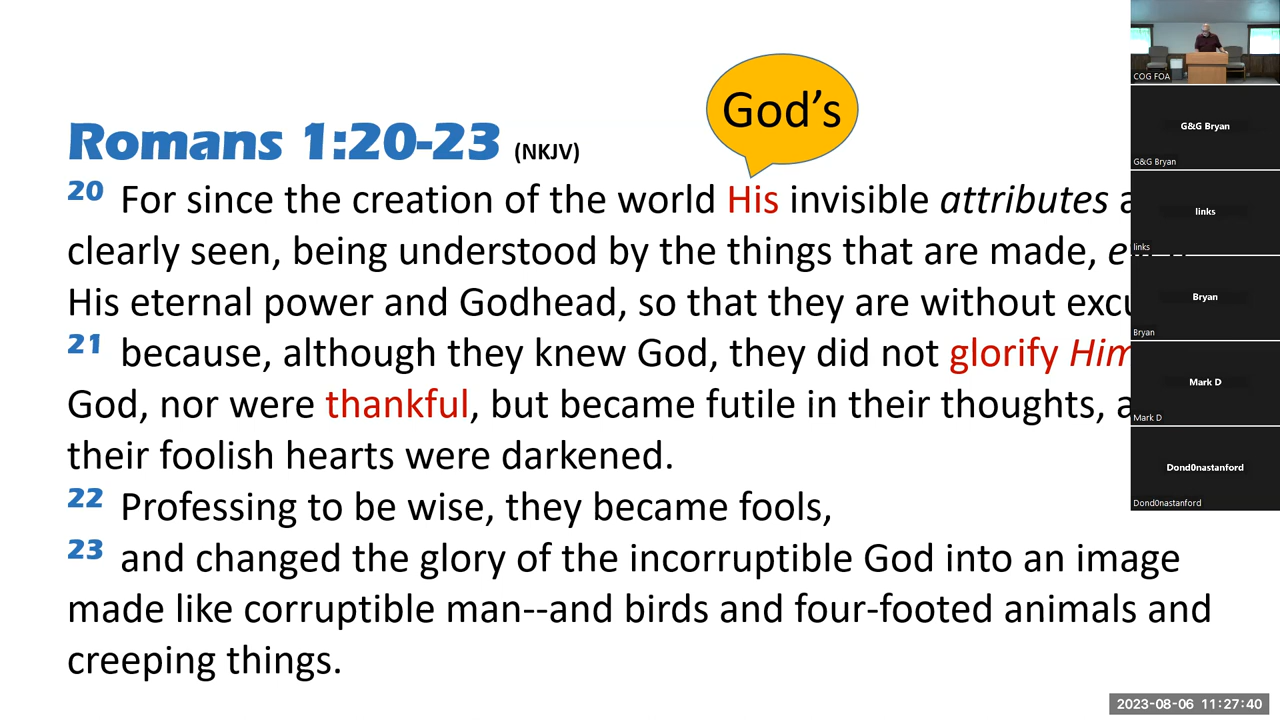 God's
Romans 1:20-23 (NKJV)
20 For since the creation of the world His invisible attributes
clearly seen, being understood by the things that are made,
His eternal power and Godhead, so that they are without
21 because, although they knew God, they did not glorify Him
God, nor were thankful, but became futile in their thoughts,
their foolish hearts were darkened.
22 Professing to be wise, they became fools,
23 and changed the glory of the incorruptible God into an image
made like corruptible man--and birds and four-footed animals and
creeping things.
COG FOA
G&G Bryan
G&G Bryan
links
links
Bryan
Bryan
Mark D
Mark D
Dond0nastanford
Dond0nastanford
2023-08-06 11:27:40